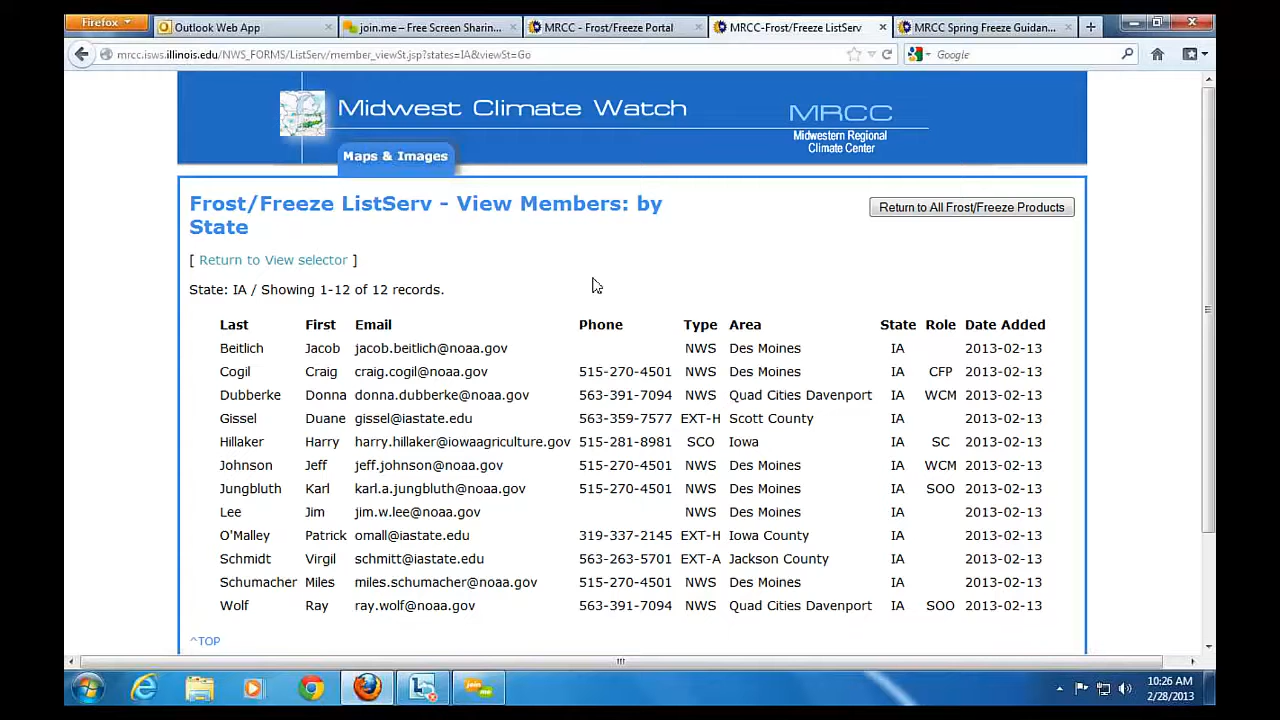 Firefox
Outlook Web App
join.me – Free Screen Sharin...
MRCC - Frost/Freeze Portal
MRCC-Frost/Freeze ListServ
MRCC Spring Freeze Guidan...
mrcc.isws.illinois.edu/NWS_FORMS/ListServ/member_viewSt.jsp?states=IA&viewSt=Go
Google
Midwest Climate Watch
MRCC
Midwestern Regional
Climate Center
Maps & Images
Frost/Freeze ListServ - View Members: by
State
Return to All Frost/Freeze Products
[ Return to View selector ]
State: IA / Showing 1-12 of 12 records.
Last First Email Phone Type Area State Role Date Added
Beitlich Jacob jacob.beitlich@noaa.gov NWS Des Moines IA 2013-02-13
Cogil Craig craig.cogil@noaa.gov 515-270-4501 NWS Des Moines IA CFP 2013-02-13
Dubberke Donna donna.dubberke@noaa.gov 563-391-7094 NWS Quad Cities Davenport IA WCM 2013-02-13
Gissel Duane gissel@iastate.edu 563-359-7577 EXT-H Scott County IA 2013-02-13
Hillaker Harry harry.hillaker@iowaagriculture.gov 515-281-8981 SCO Iowa IA SC 2013-02-13
Johnson Jeff jeff.johnson@noaa.gov 515-270-4501 NWS Des Moines IA WCM 2013-02-13
Jungbluth Karl karl.a.jungbluth@noaa.gov 515-270-4501 NWS Des Moines IA SOO 2013-02-13
Lee Jim jim.w.lee@noaa.gov NWS Des Moines IA 2013-02-13
O'Malley Patrick omall@iastate.edu 319-337-2145 EXT-H Iowa County IA 2013-02-13
Schmidt Virgil schmitt@iastate.edu 563-263-5701 EXT-A Jackson County IA 2013-02-13
Schumacher Miles miles.schumacher@noaa.gov 515-270-4501 NWS Des Moines IA 2013-02-13
Wolf Ray ray.wolf@noaa.gov 563-391-7094 NWS Quad Cities Davenport IA SOO 2013-02-13
^TOP
join me
10:26 AM
2/28/2013